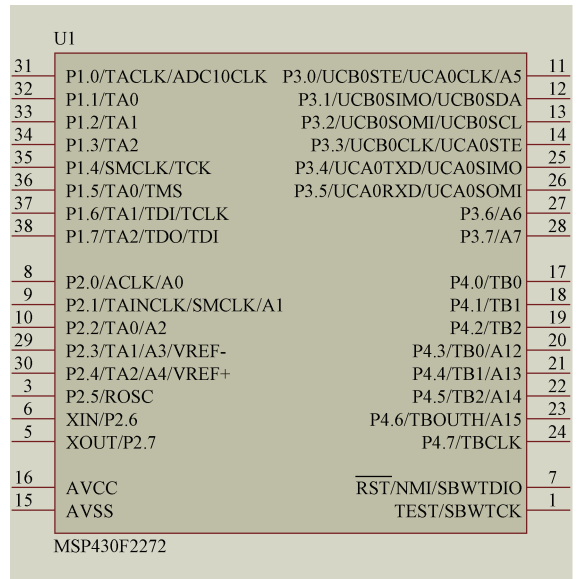 U1
31 P1.0/TACLK/ADC10CLK P3.0/UCB0STE/UCA0CLK/A5 11
32 P1.1/TA0 P3.1/UCB0SIMO/UCB0SDA 12
33 P1.2/TA1 P3.2/UCB0SOMI/UCB0SCL 13
34 P1.3/TA2 P3.3/UCB0CLK/UCA0STE 14
35 P1.4/SMCLK/TCK P3.4/UCA0TXD/UCA0SIMO 25
36 P1.5/TA0/TMS P3.5/UCA0RXD/UCA0SOMI 26
37 P1.6/TA1/TDI/TCLK P3.6/A6 27
38 P1.7/TA2/TDO/TDI P3.7/A7 28
8 P2.0/ACLK/A0 P4.0/TB0 17
9 P2.1/TAINCLK/SMCLK/A1 P4.1/TB1 18
10 P2.2/TA0/A2 P4.2/TB2 19
29 P2.3/TA1/A3/VREF- P4.3/TB0/A12 20
30 P2.4/TA2/A4/VREF+ P4.4/TB1/A13 21
3 P2.5/ROSC P4.5/TB2/A14 22
6 XIN/P2.6 P4.6/TBOUTH/A15 23
5 XOUT/P2.7 P4.7/TBCLK 24
16 AVCC RST/NMI/SBWTDIO 7
15 AVSS TEST/SBWTCK 1
MSP430F2272